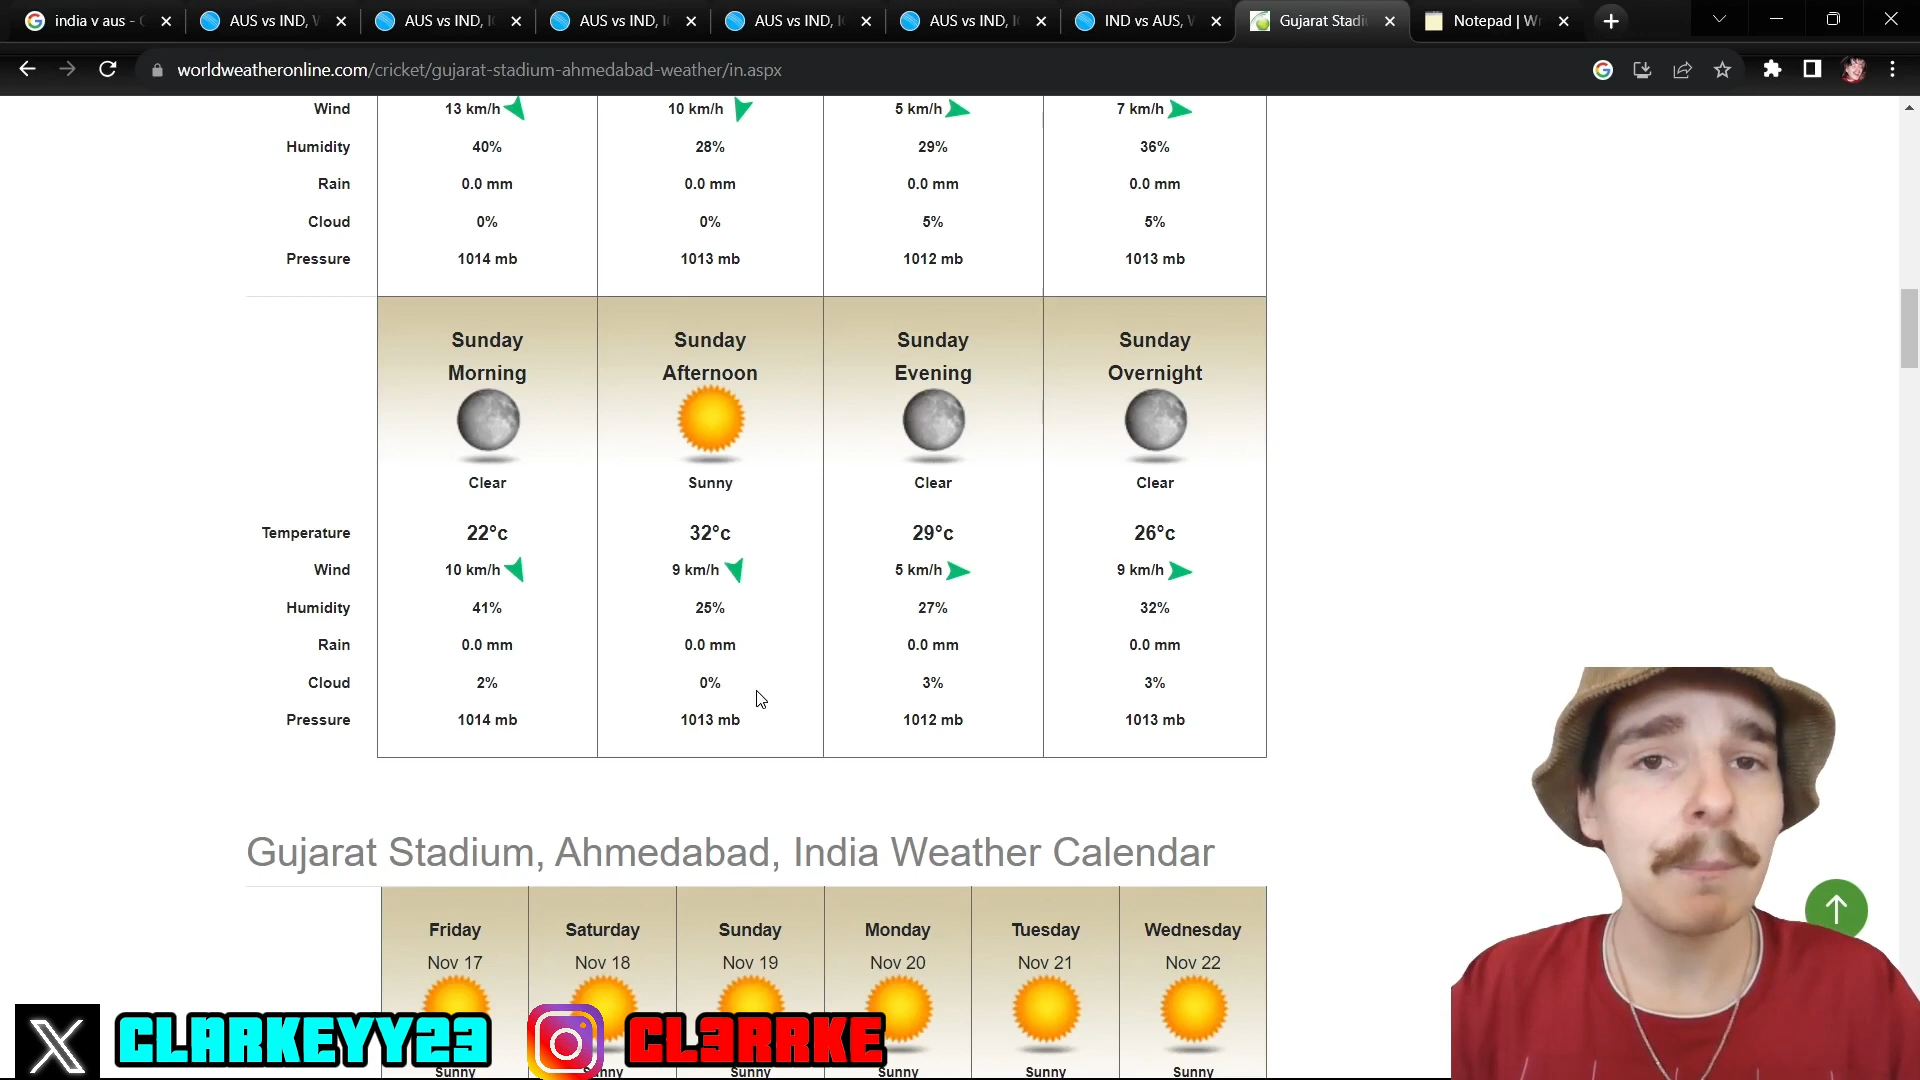 india v aus - G
AUS vs IND, W
AUS vs IND, IC
AUS vs IND, IC
AUS vs IND, IC
AUS vs IND, IC
IND vs AUS, W
Gujarat Stadiu
Notepad | Wr
worldweatheronline.com/cricket/gujarat-stadium-ahmedabad-weather/in.aspx
Wind 13 km/h 10 km/h 5 km/h 7 km/h
Humidity 40% 28% 29% 36%
Rain 0.0 mm 0.0 mm 0.0 mm 0.0 mm
Cloud 0% 0% 5% 5%
Pressure 1014 mb 1013 mb 1012 mb 1013 mb
Sunday Sunday Sunday Sunday
Morning Afternoon Evening Overnight
Clear Sunny Clear Clear
Temperature 22°c 32°c 29°c 26°c
Wind 10 km/h 9 km/h 5 km/h 9 km/h
Humidity 41% 25% 27% 32%
Rain 0.0 mm 0.0 mm 0.0 mm 0.0 mm
Cloud 2% 0% 3% 3%
Pressure 1014 mb 1013 mb 1012 mb 1013 mb
Gujarat Stadium, Ahmedabad, India Weather Calendar
Friday Saturday Sunday Monday Tuesday Wednesday
Nov 17 Nov 18 Nov 19 Nov 20 Nov 21 Nov 22
CLARKEYY23 CL3RRKE
Sunny Sunny Sunny Sunny Sunny Sunny